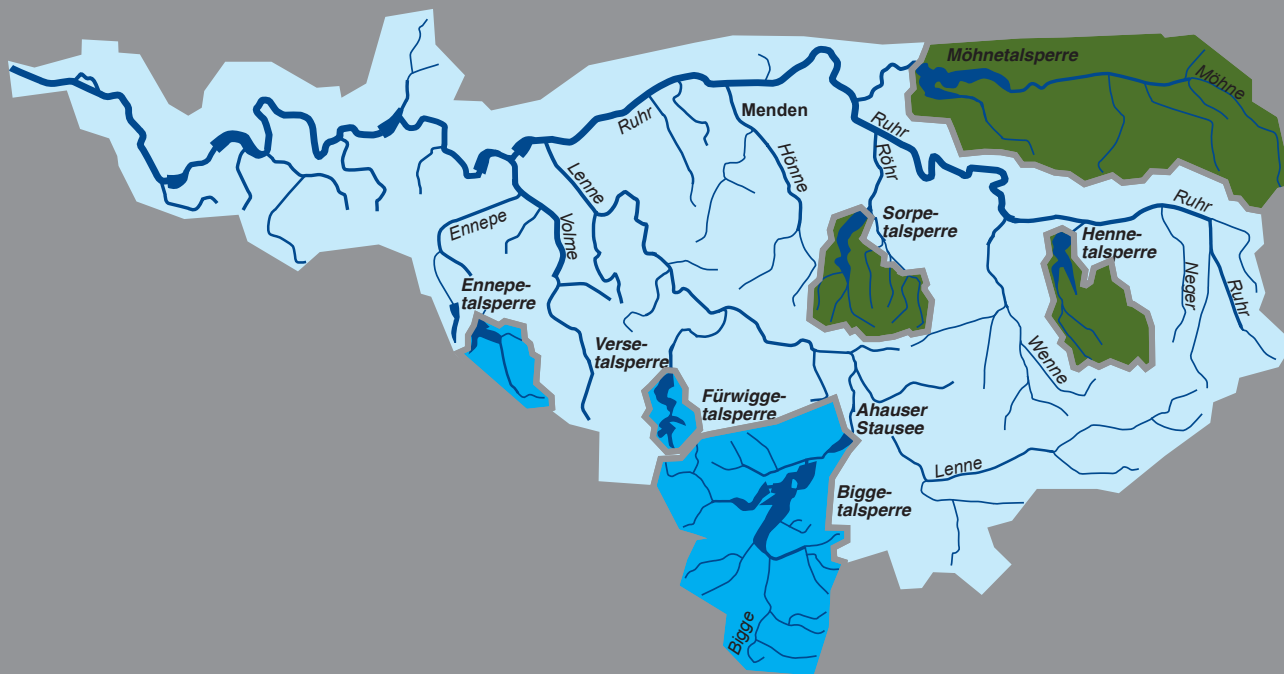 Möhnetalsperre
Möhne
Ruhr
Menden
Ruhr
Lenne
Hönne
Röhr
Ennepe
Volme
Sorpe-
talsperre
Ruhr
Henne-
talsperre
Neger
Ruhr
Ennepe-
talsperre
Verse-
talsperre
Wenne
Fürwigge-
talsperre
Ahauser
Stausee
Lenne
Bigge-
talsperre
Bigge